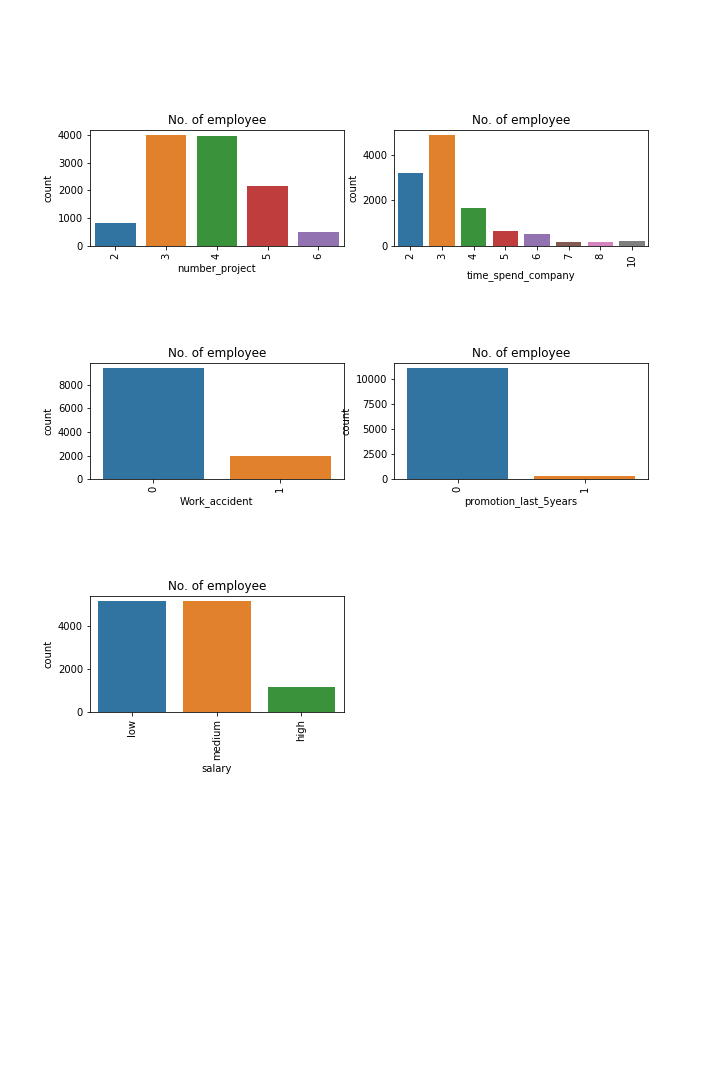 No. of employee
4000
3000
2000
1000
0
count
2
3
4
5
6
number_project
No. of employee
4000
2000
0
count
2
3
4
5
6
7
8
10
time_spend_company
No. of employee
8000
6000
4000
2000
0
count
0
1
Work_accident
No. of employee
10000
7500
5000
2500
0
count
0
1
promotion_last_5years
No. of employee
4000
2000
0
count
low
medium
high
salary